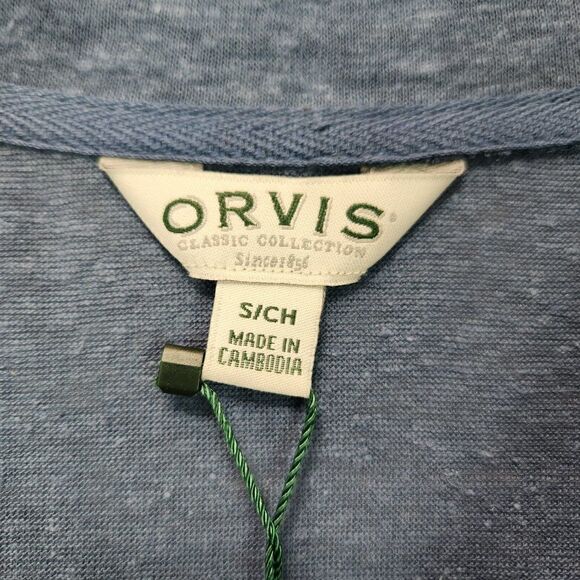 ORVIS
CLASSIC COLLECTION
Since 1856
S/CH
MADE IN
CAMBODIA